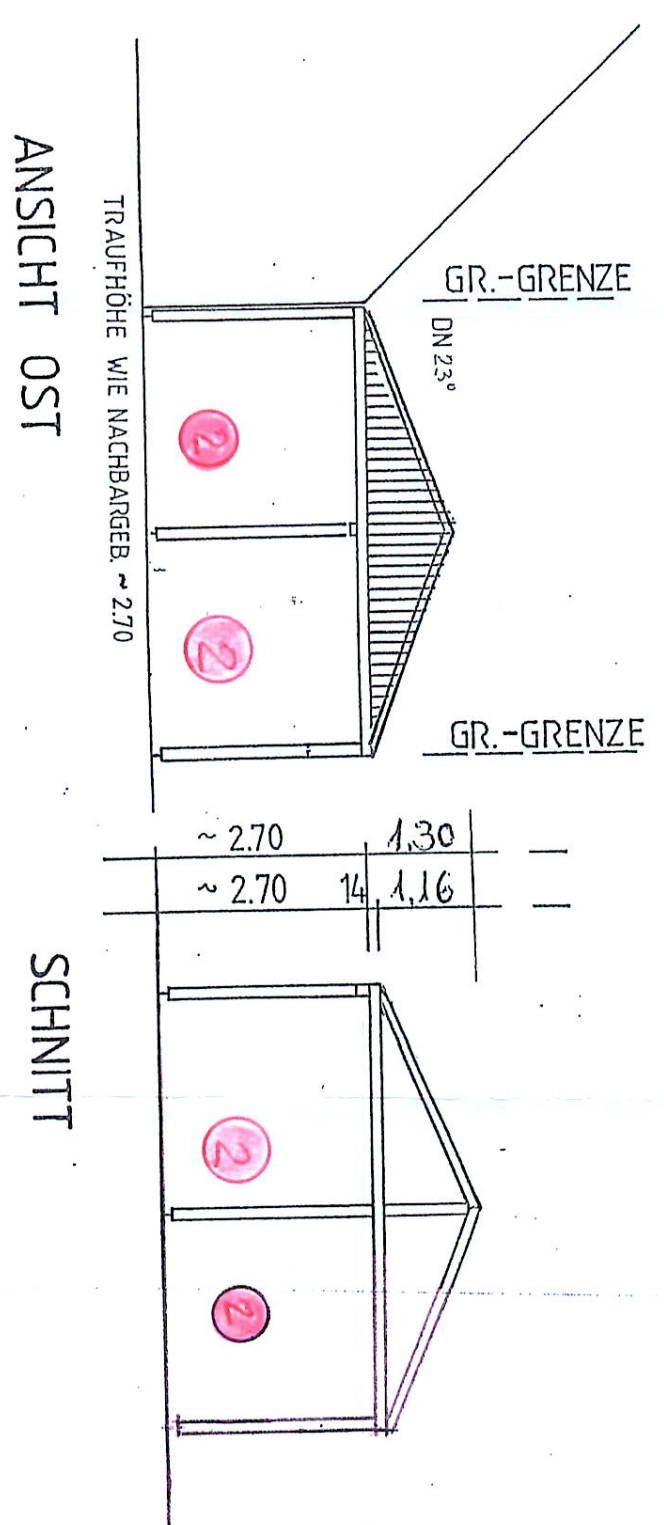 GR.-GRENZE
DN 23°
GR.-GRENZE
2
2
TRAUFHÖHE WIE NACHBARGEB. ~ 2.70
ANSICHT OST
~ 2.70 1,30
~ 2.70 14 1,16
2
2
SCHNITT